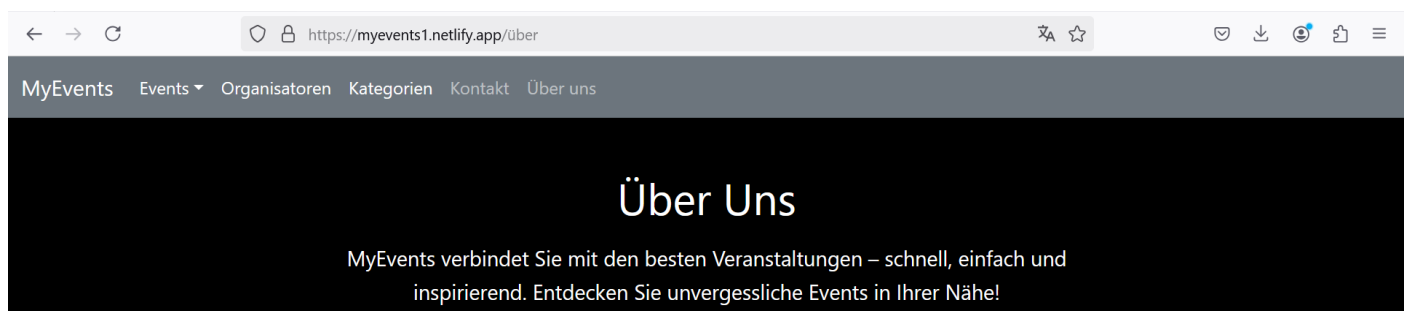 https://myevents1.netlify.app/über
MyEvents Events Organisatoren Kategorien Kontakt Über uns
Über Uns
MyEvents verbindet Sie mit den besten Veranstaltungen – schnell, einfach und
inspirierend. Entdecken Sie unvergessliche Events in Ihrer Nähe!